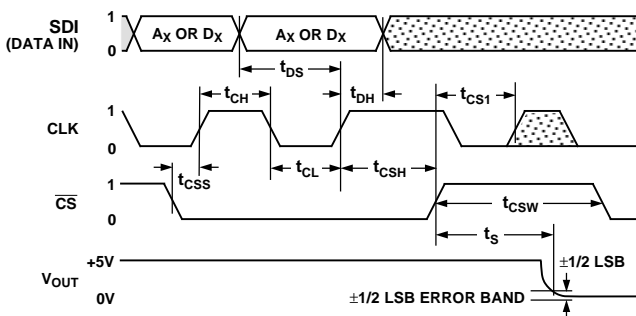 SDI
(DATA IN)
1
0
AX OR DX
AX OR DX
tDS
tDH
tCH
tCS1
CLK
1
0
tCSS
tCL
tCSH
CS
1
0
tCSW
tS
VOUT
+5V
0V
±1/2 LSB
±1/2 LSB ERROR BAND